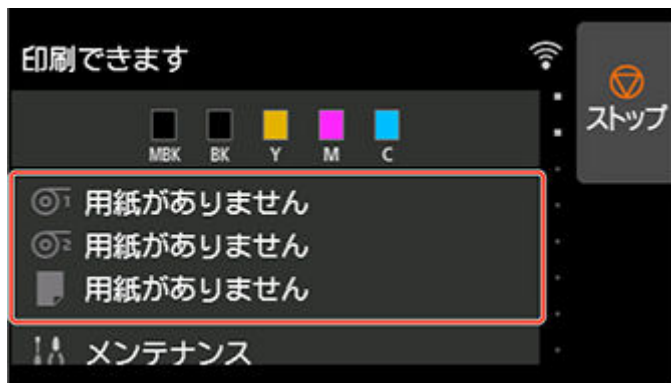 印刷できます
ストップ
MBK BK Y M C
1 用紙がありません
2 用紙がありません
用紙がありません
メンテナンス